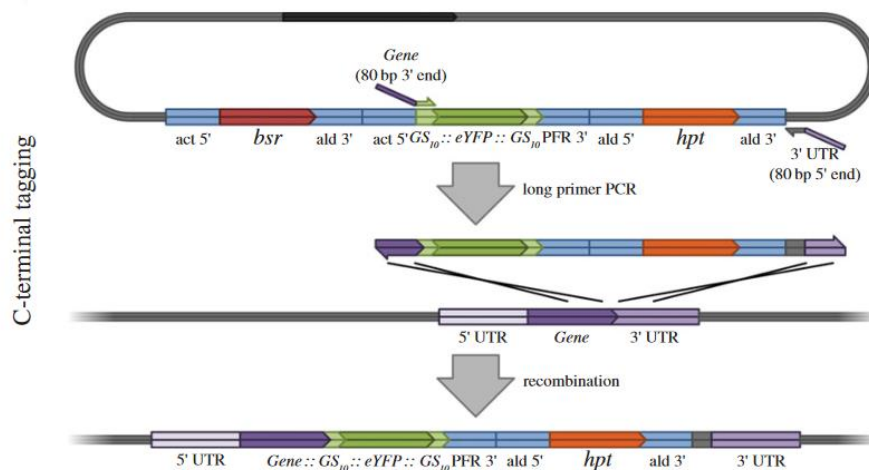 C-terminal tagging
Gene
(80 bp 3' end)
act 5' bsr ald 3' act 5' GS10 :: eYFP :: GS10 PFR 3' ald 5' hpt ald 3'
3' UTR
(80 bp 5' end)
long primer PCR
5' UTR Gene 3' UTR
recombination
5' UTR Gene :: GS10 :: eYFP :: GS10 PFR 3' ald 5' hpt ald 3' 3' UTR